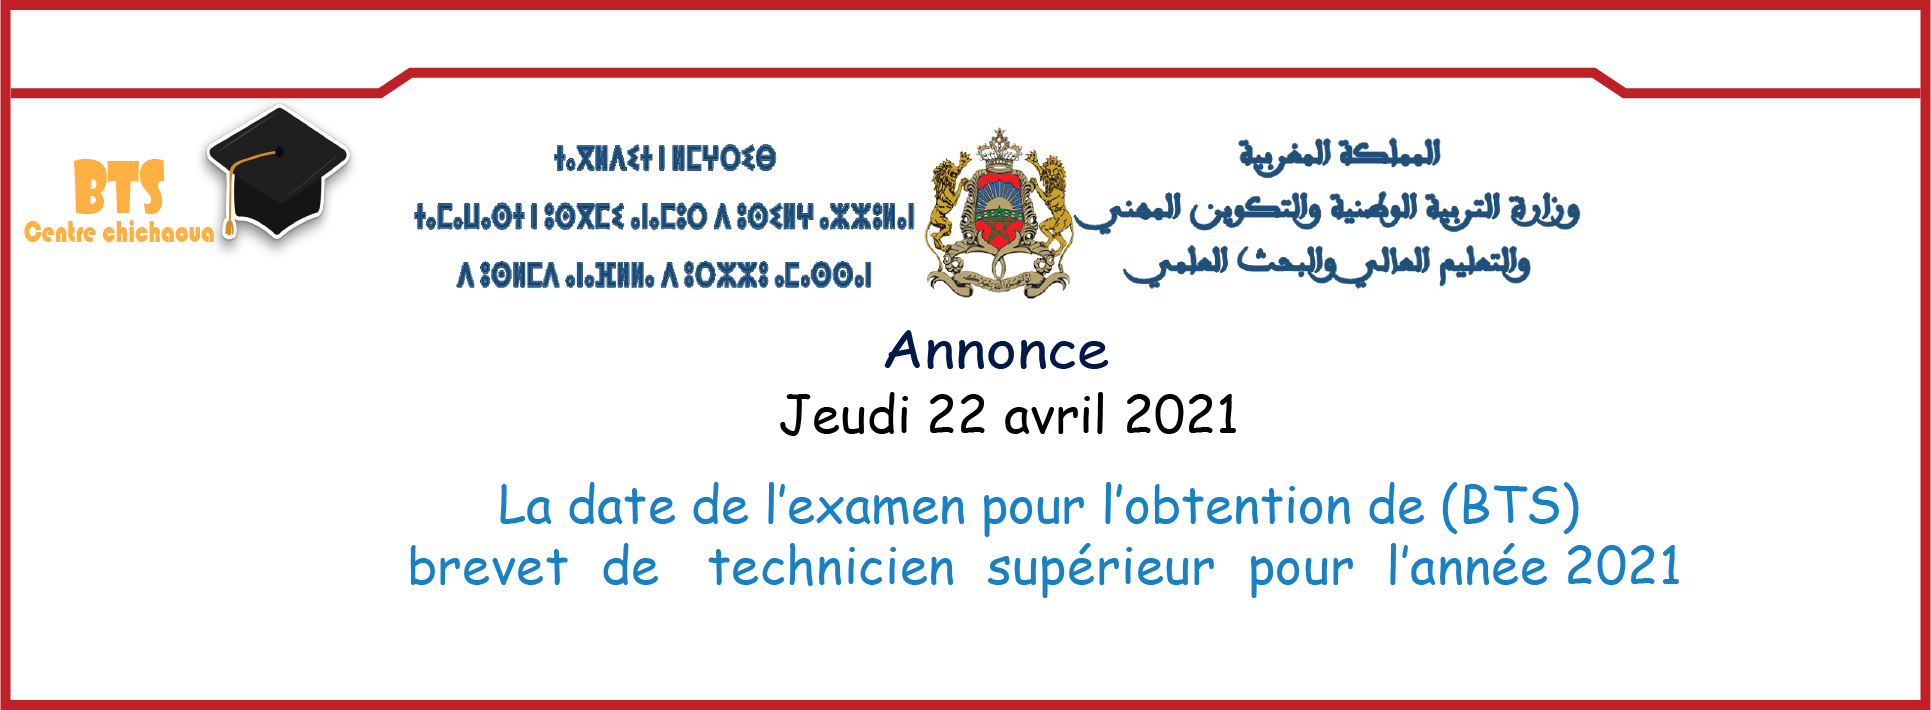 BTS
Centre chichaoua
ⵜⴰⴳⵍⴷⵉⵜ ⵏ ⵍⵎⵖⵔⵉⴱ
ⵜⴰⵎⴰⵡⴰⵙⵜ ⵏ ⵓⵙⴳⵎⵉ ⴰⵏⴰⵎⵓⵔ ⴷ ⵓⵙⵉⵍⵖ ⴰⵣⵣⵓⵍⴰⵏ
ⴷ ⵓⵙⵍⵎⴷ ⴰⵏⴰⴼⵍⵍⴰ ⴷ ⵓⵔⵣⵣⵓ ⴰⵎⴰⵙⵙⴰⵏ
المملكة المغربية
وزارة التربية الوطنية والتكوين المهني
والتعليم العالي والبحث العلمي
Annonce
Jeudi 22 avril 2021
La date de l’examen pour l’obtention de (BTS)
brevet de technicien supérieur pour l’année 2021